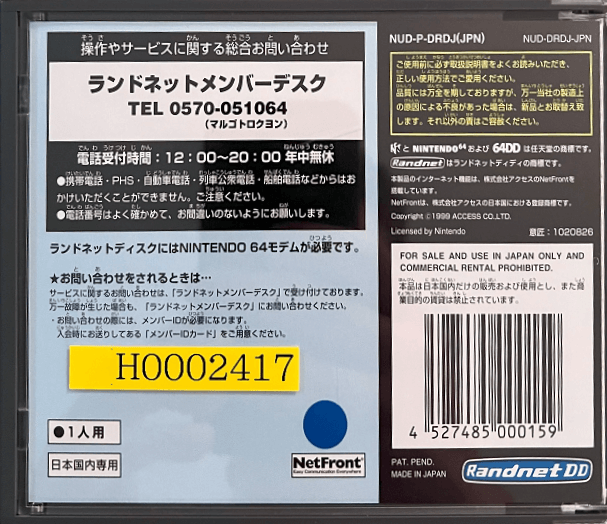 操作やサービスに関する総合お問い合わせ
ランドネットメンバーデスク
TEL 0570-051064
(マルゴトロクヨン)
電話受付時間:12:00~20:00 年中無休
●携帯電話・PHS・自動車電話・列車公衆電話・船舶電話などからはお
かけいただくことができません。ご注意ください。
●電話番号はよく確かめて、お間違いのないようにお願いします。
ランドネットディスクにはNINTENDO 64モデムが必要です。
★お問い合わせをされるときは…
サービスに関するお問い合わせは、「ランドネットメンバーデスク」で受け付けております。
万一故障が生じた場合も、「ランドネットメンバーデスク」にお問い合わせください。
・お問い合わせの際には、メンバーIDが必要になります。
入会時にお送りしてある「メンバーIDカード」をご用意ください。
H0002417
●1人用
日本国内専用
NetFront
Easy Communication Everywhere
NUD-P-DRDJ(JPN) NUD-DRDJ-JPN
ご使用前に必ず取扱説明書をよくお読みいただき、
正しい使用方法でご愛用ください。
品質には万全を期しておりますが、万一当社の製造上
の原因による不良があった場合は、新品とお取替え致
します。それ以外の責はご容赦ください。
とNINTENDO64 および 64DD は任天堂の商標です。
Randnet はランドネットディディの商標です。
本製品のインターネット機能は、株式会社アクセスのNetFrontを
搭載しています。
NetFrontは、株式会社アクセスの日本国における登録商標です。
Copyright ©1999 ACCESS CO.,LTD.
Licensed by Nintendo 意匠:1020826
FOR SALE AND USE IN JAPAN ONLY AND
COMMERCIAL RENTAL PROHIBITED.
本品は日本国内だけの販売および使用とし、また商
業目的の賃貸は禁止されています。
4 527485 000159
PAT. PEND.
MADE IN JAPAN
Randnet DD